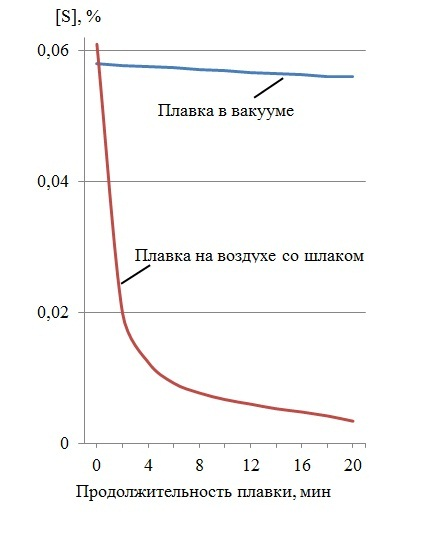 [S], %
0,06
Плавка в вакууме
0,04
Плавка на воздухе со шлаком
0,02
0
0 4 8 12 16 20
Продолжительность плавки, мин